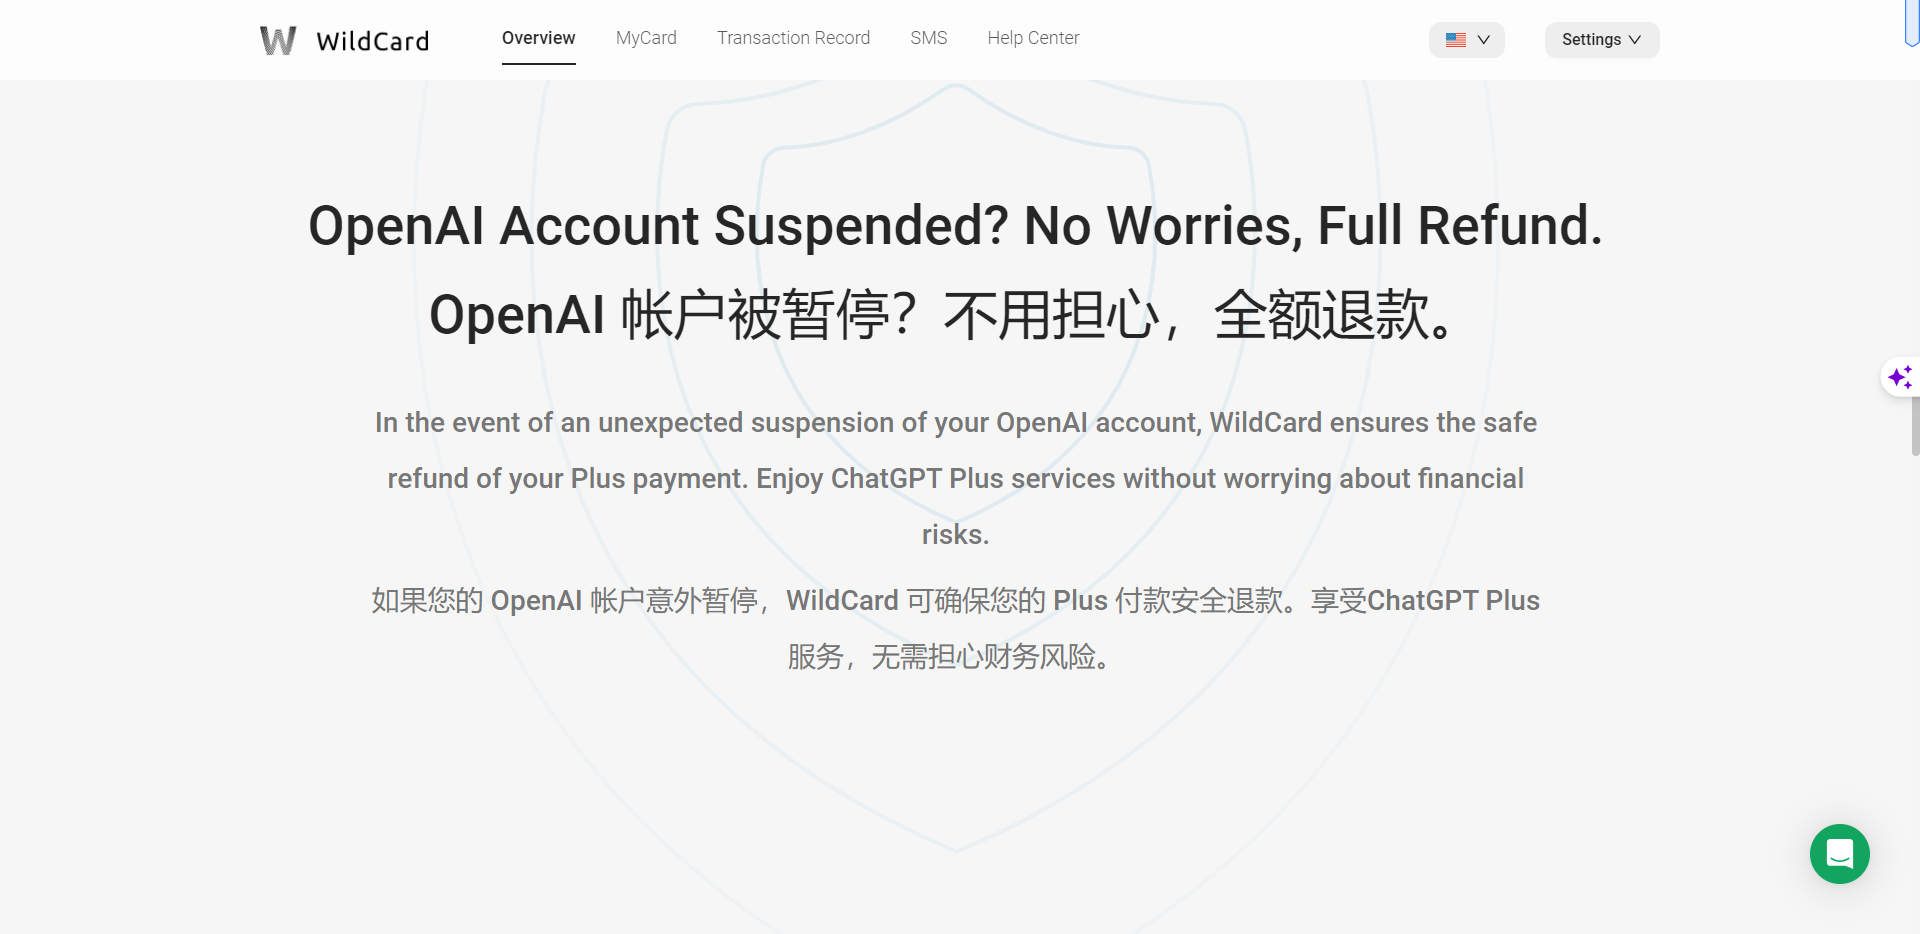 WildCard
Overview
MyCard
Transaction Record
SMS
Help Center
Settings
OpenAI Account Suspended? No Worries, Full Refund.
OpenAI 帐户被暂停？不用担心，全额退款。
In the event of an unexpected suspension of your OpenAI account, WildCard ensures the safe
refund of your Plus payment. Enjoy ChatGPT Plus services without worrying about financial
risks.
如果您的 OpenAI 帐户意外暂停，WildCard 可确保您的 Plus 付款安全退款。享受ChatGPT Plus
服务，无需担心财务风险。